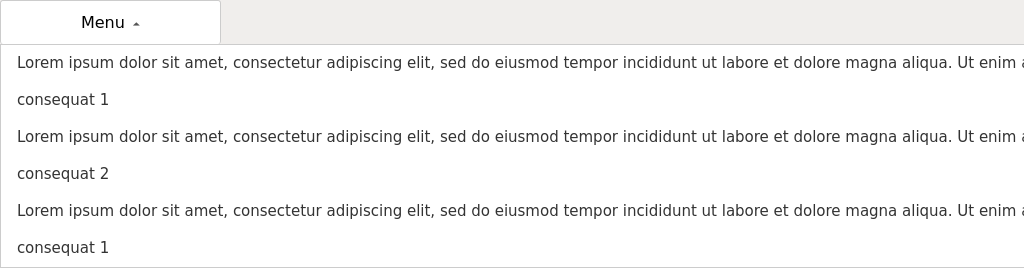 Menu
Lorem ipsum dolor sit amet, consectetur adipiscing elit, sed do eiusmod tempor incididunt ut labore et dolore magna aliqua. Ut enim
consequat 1
Lorem ipsum dolor sit amet, consectetur adipiscing elit, sed do eiusmod tempor incididunt ut labore et dolore magna aliqua. Ut enim
consequat 2
Lorem ipsum dolor sit amet, consectetur adipiscing elit, sed do eiusmod tempor incididunt ut labore et dolore magna aliqua. Ut enim
consequat 1